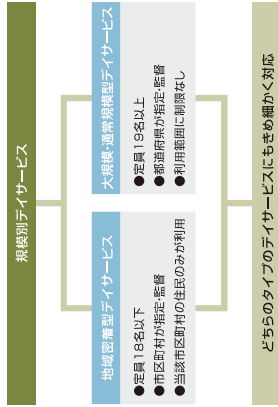 規模別デイサービス
地域密着型デイサービス
●定員18名以下
●市区町村が指定・監督
●当該市区町村の住民のみが利用
大規模・通常規模型デイサービス
●定員19名以上
●都道府県が指定・監督
●利用範囲に制限なし
どちらのタイプのデイサービスにもきめ細かく対応